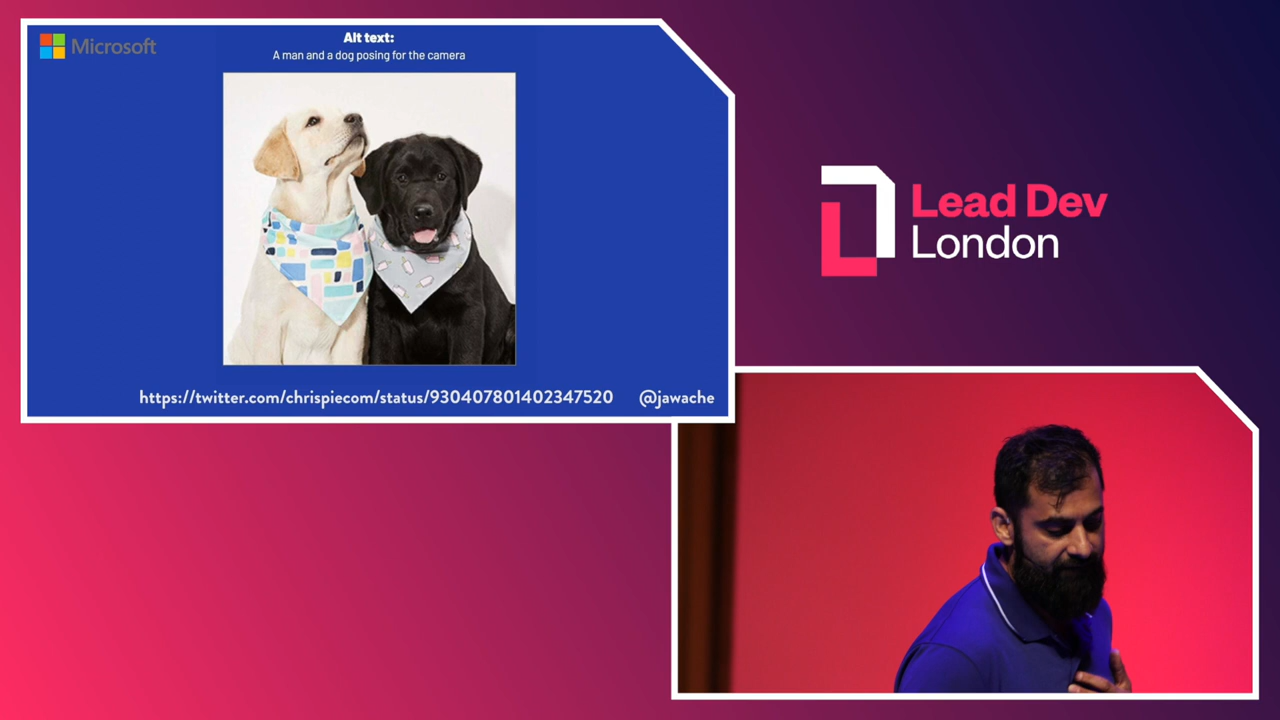 Microsoft
Alt text:
A man and a dog posing for the camera
https://twitter.com/chrispiecom/status/930407801402347520 @jawache
Lead Dev
London